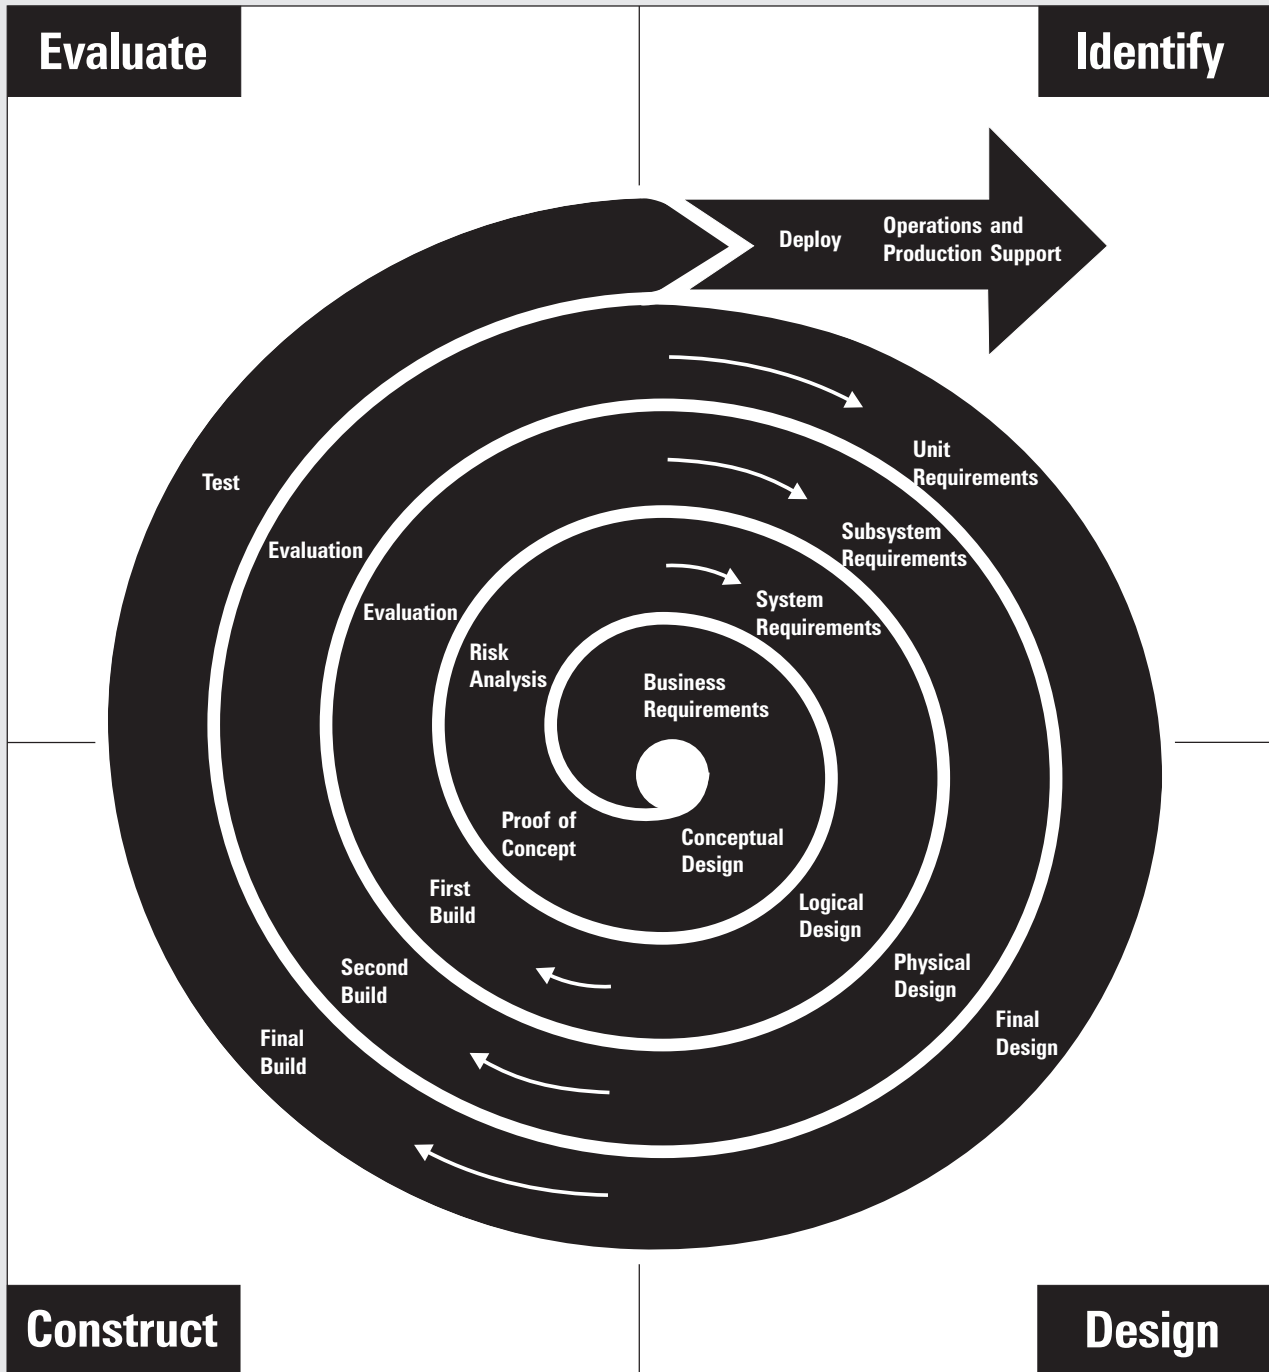 Evaluate
Identify
Deploy
Operations and
Production Support
Unit
Requirements
Test
Subsystem
Requirements
Evaluation
System
Requirements
Evaluation
Risk
Analysis
Business
Requirements
Proof of
Concept
Conceptual
Design
First
Build
Logical
Design
Second
Build
Physical
Design
Final
Build
Final
Design
Construct
Design